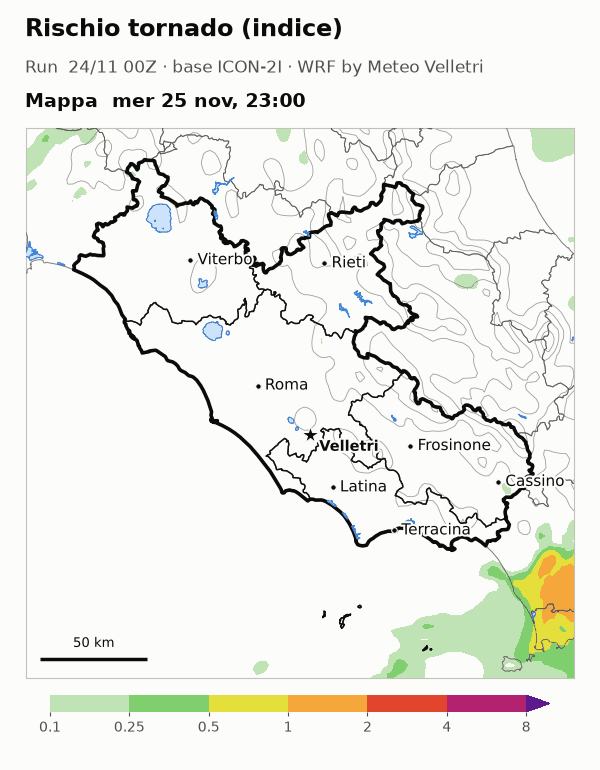 Rischio tornado (indice)
Run  24/11 00Z · base ICON-2I · WRF by Meteo Velletri
Mappa  mer 25 nov, 23:00
Viterbo
Rieti
Roma
Velletri
Frosinone
Latina
Cassino
Terracina
50 km
0.1 0.25 0.5 1 2 4 8